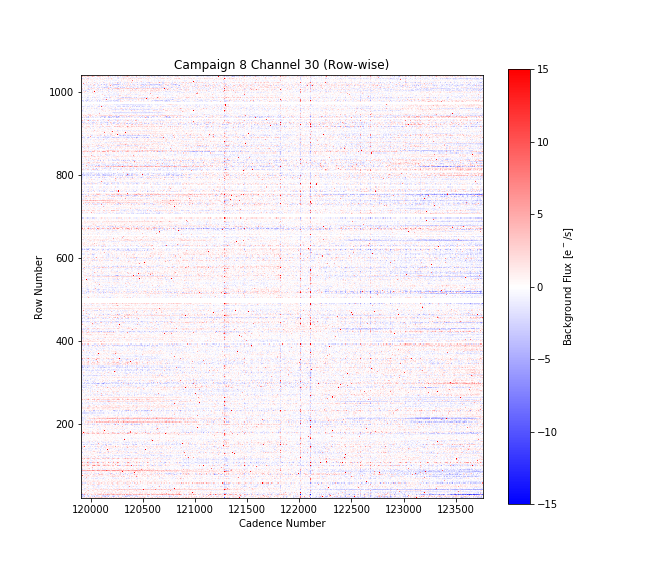 Campaign 8 Channel 30 (Row-wise)
1000
800
600
400
200
Row Number
120000 120500 121000 121500 122000 122500 123000 123500
Cadence Number
15
10
5
0
−5
−10
−15
Background Flux [e⁻/s]